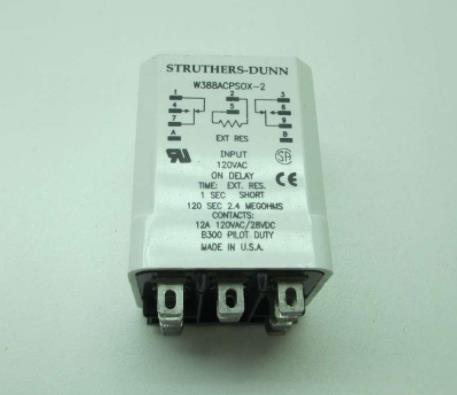 STRUTHERS-DUNN
W388ACPSOX-2
1 2 3
4 5 6
7 9
A EXT RES B
INPUT
120VAC
ON DELAY
TIME: EXT. RES.
1 SEC SHORT
120 SEC 2.4 MEGOHMS
CONTACTS:
12A 120VAC/28VDC
B300 PILOT DUTY
MADE IN U.S.A.